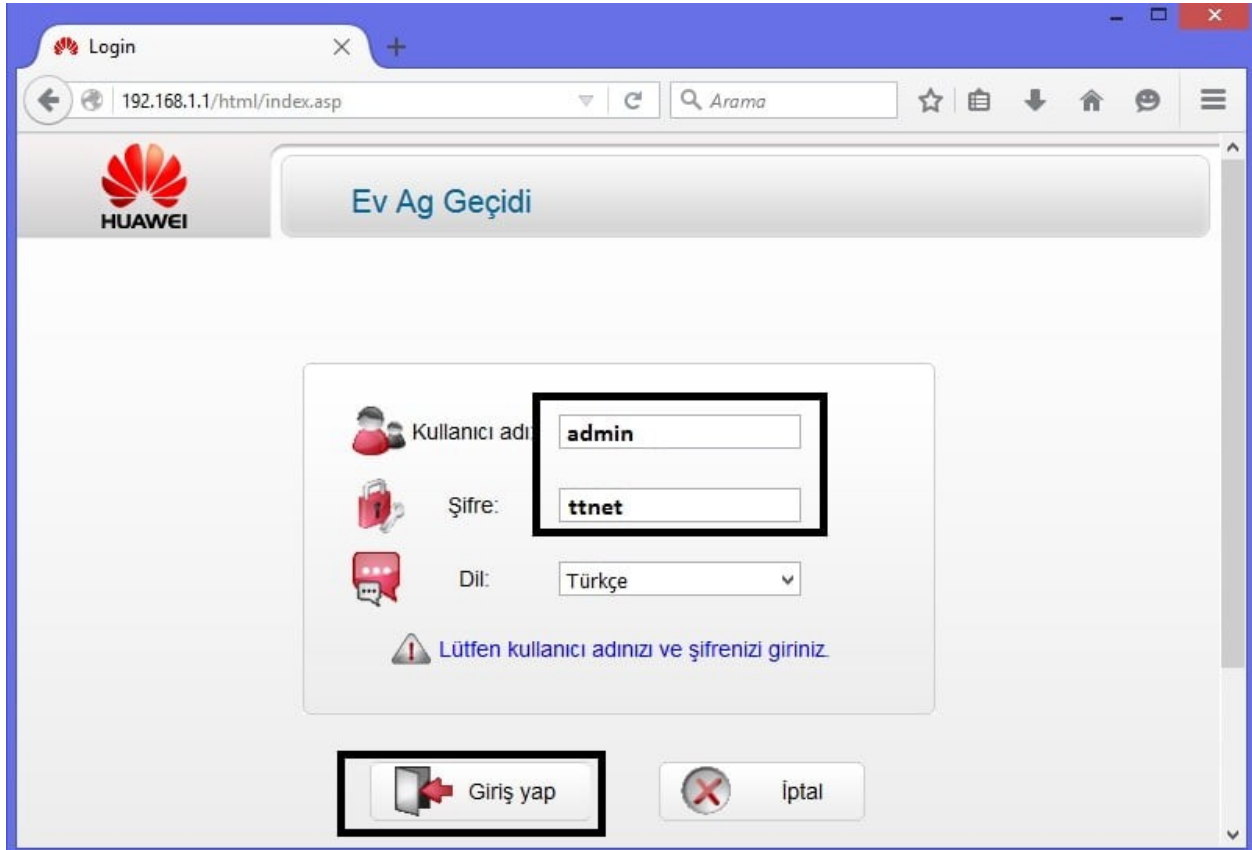 Login
192.168.1.1/html/index.asp
Arama
HUAWEI
Ev Ag Geçidi
Kullanıcı adı:
admin
Şifre:
ttnet
Dil:
Türkçe
Lütfen kullanıcı adınızı ve şifrenizi giriniz.
Giriş yap
İptal